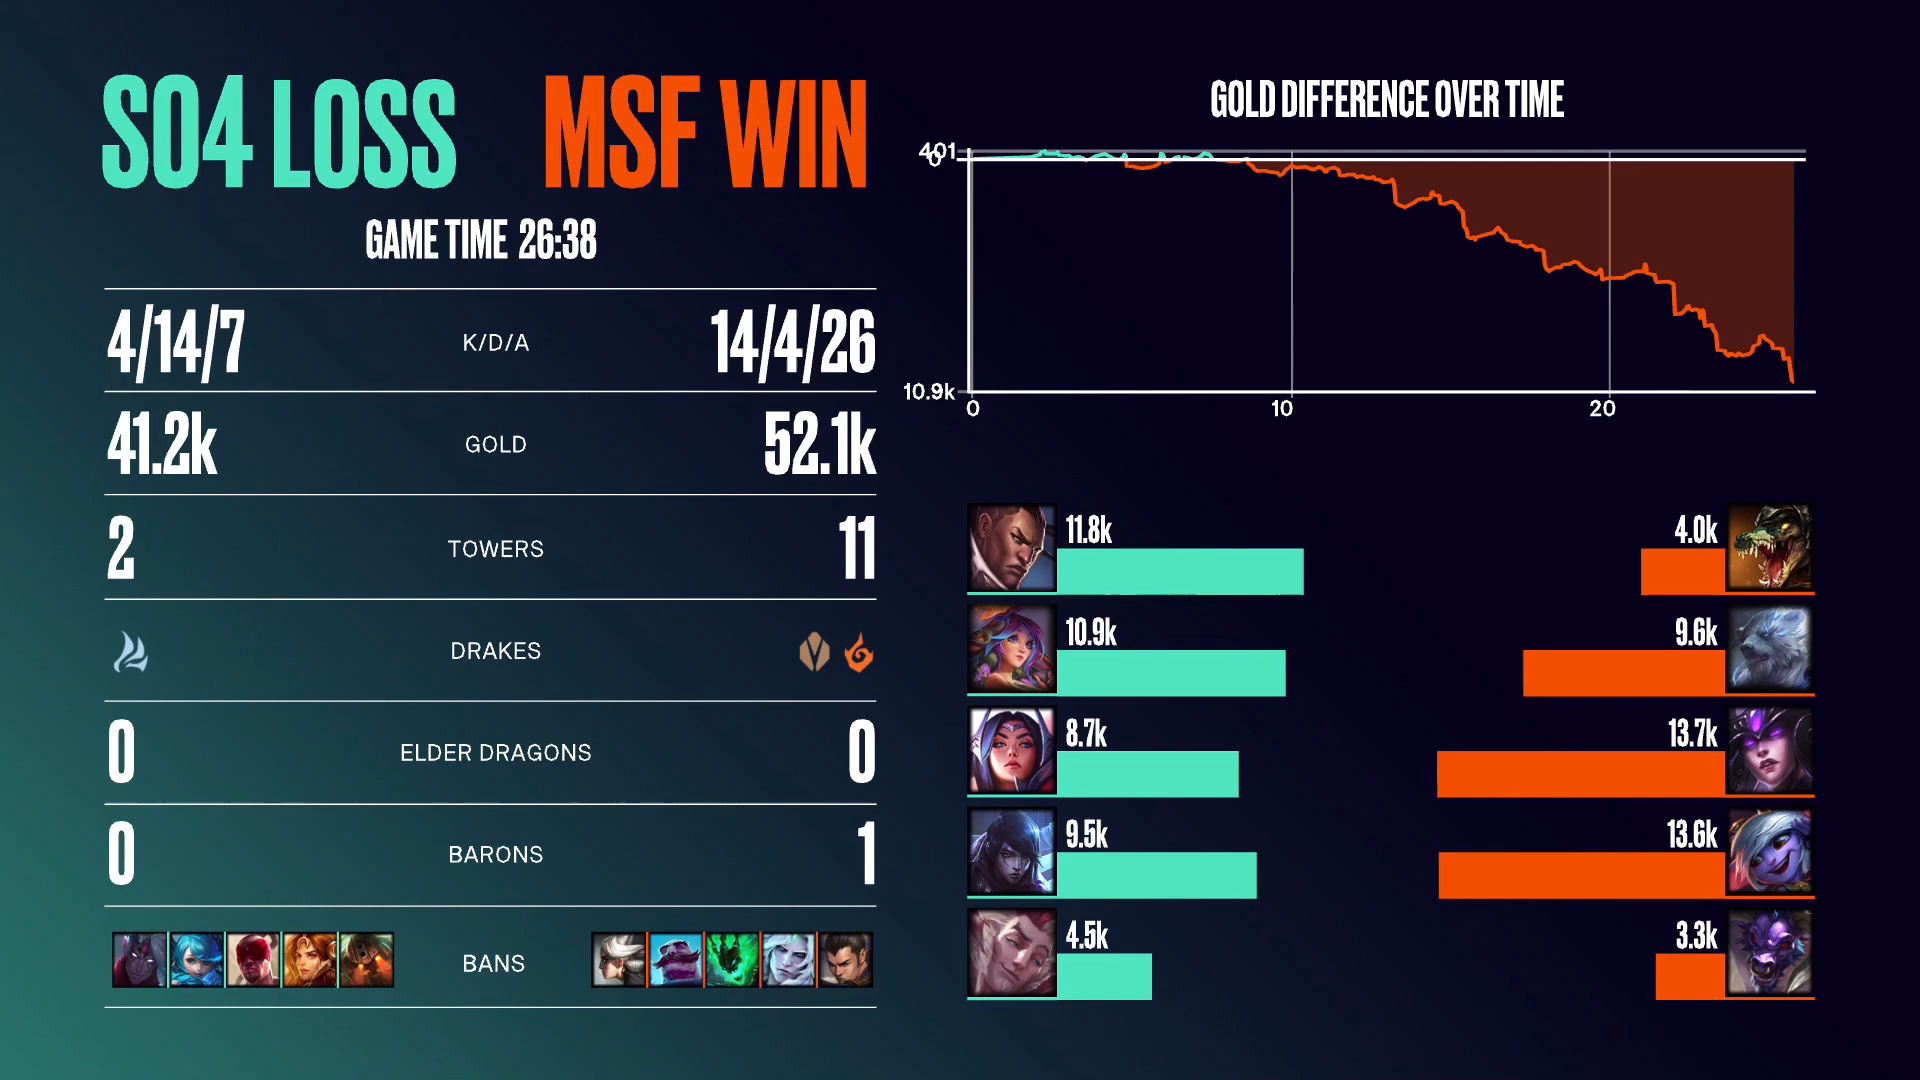 S04 LOSS MSF WIN
GAME TIME 26:38
4/14/7 K/D/A 14/4/26
41.2k GOLD 52.1k
2 TOWERS 11
DRAKES
0 ELDER DRAGONS 0
0 BARONS 1
BANS
GOLD DIFFERENCE OVER TIME
401
0
10.9k
0 10 20
11.8k 4.0k
10.9k 9.6k
8.7k 13.7k
9.5k 13.6k
4.5k 3.3k